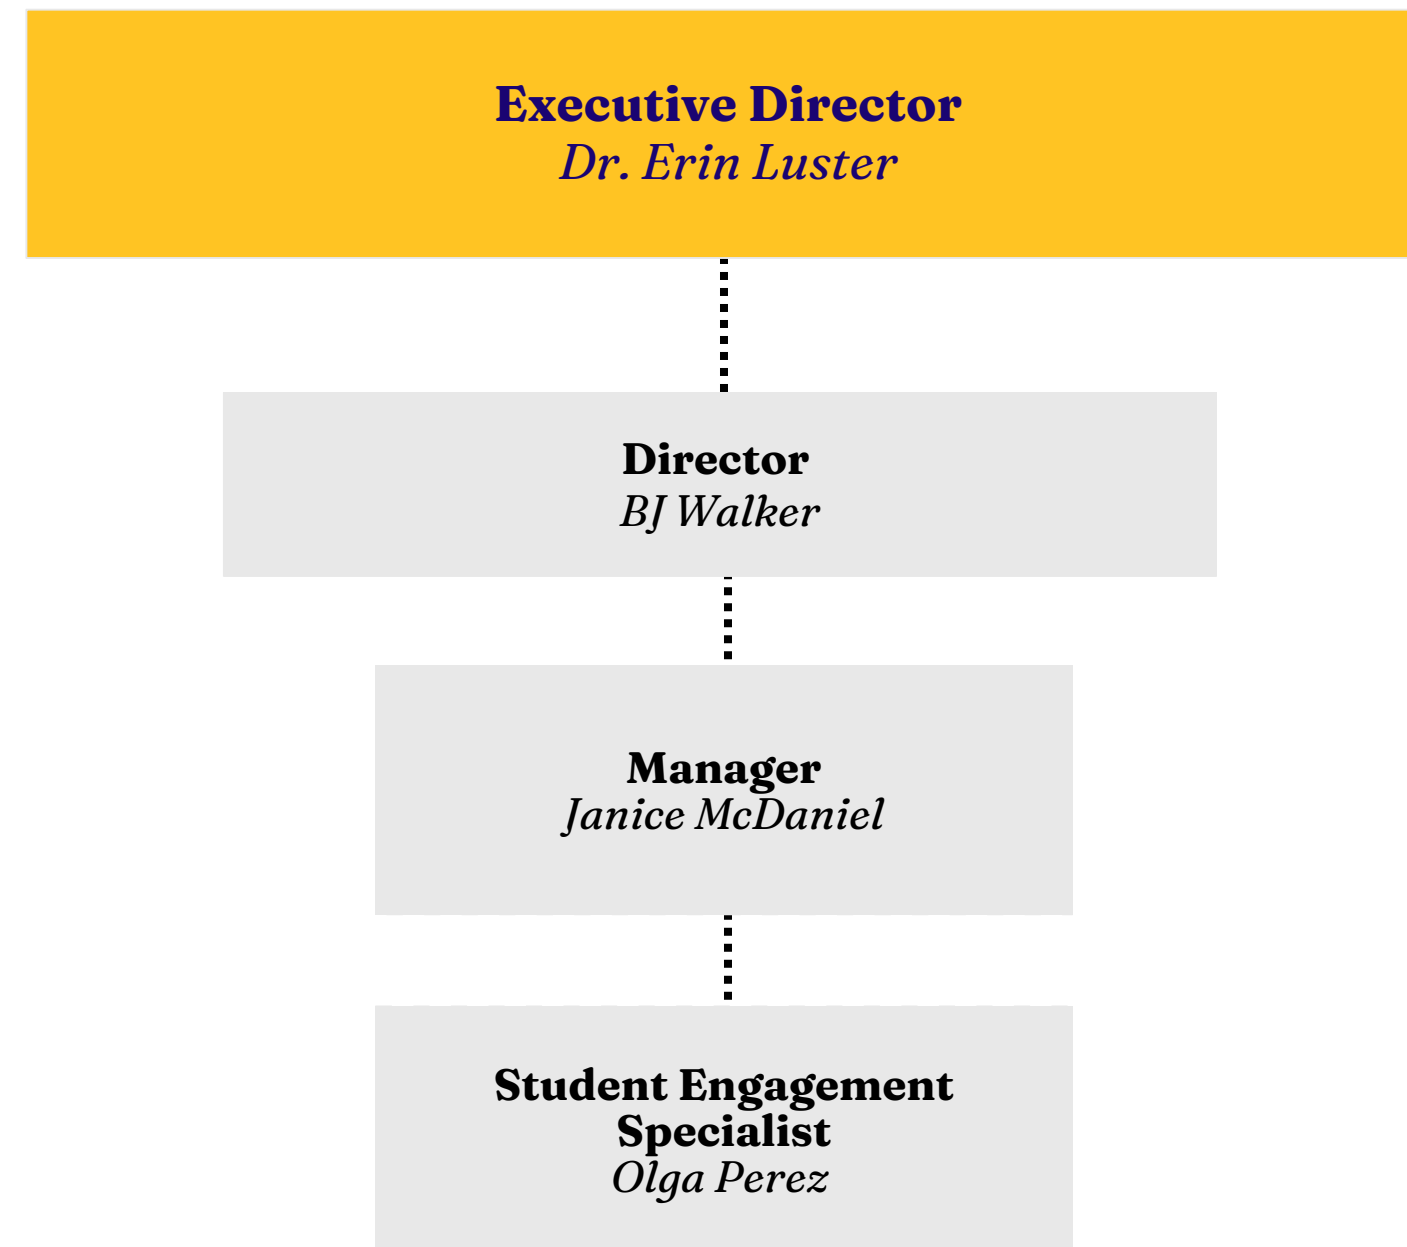 Executive Director
Dr. Erin Luster
Director
BJ Walker
Manager
Janice McDaniel
Student Engagement
Specialist
Olga Perez